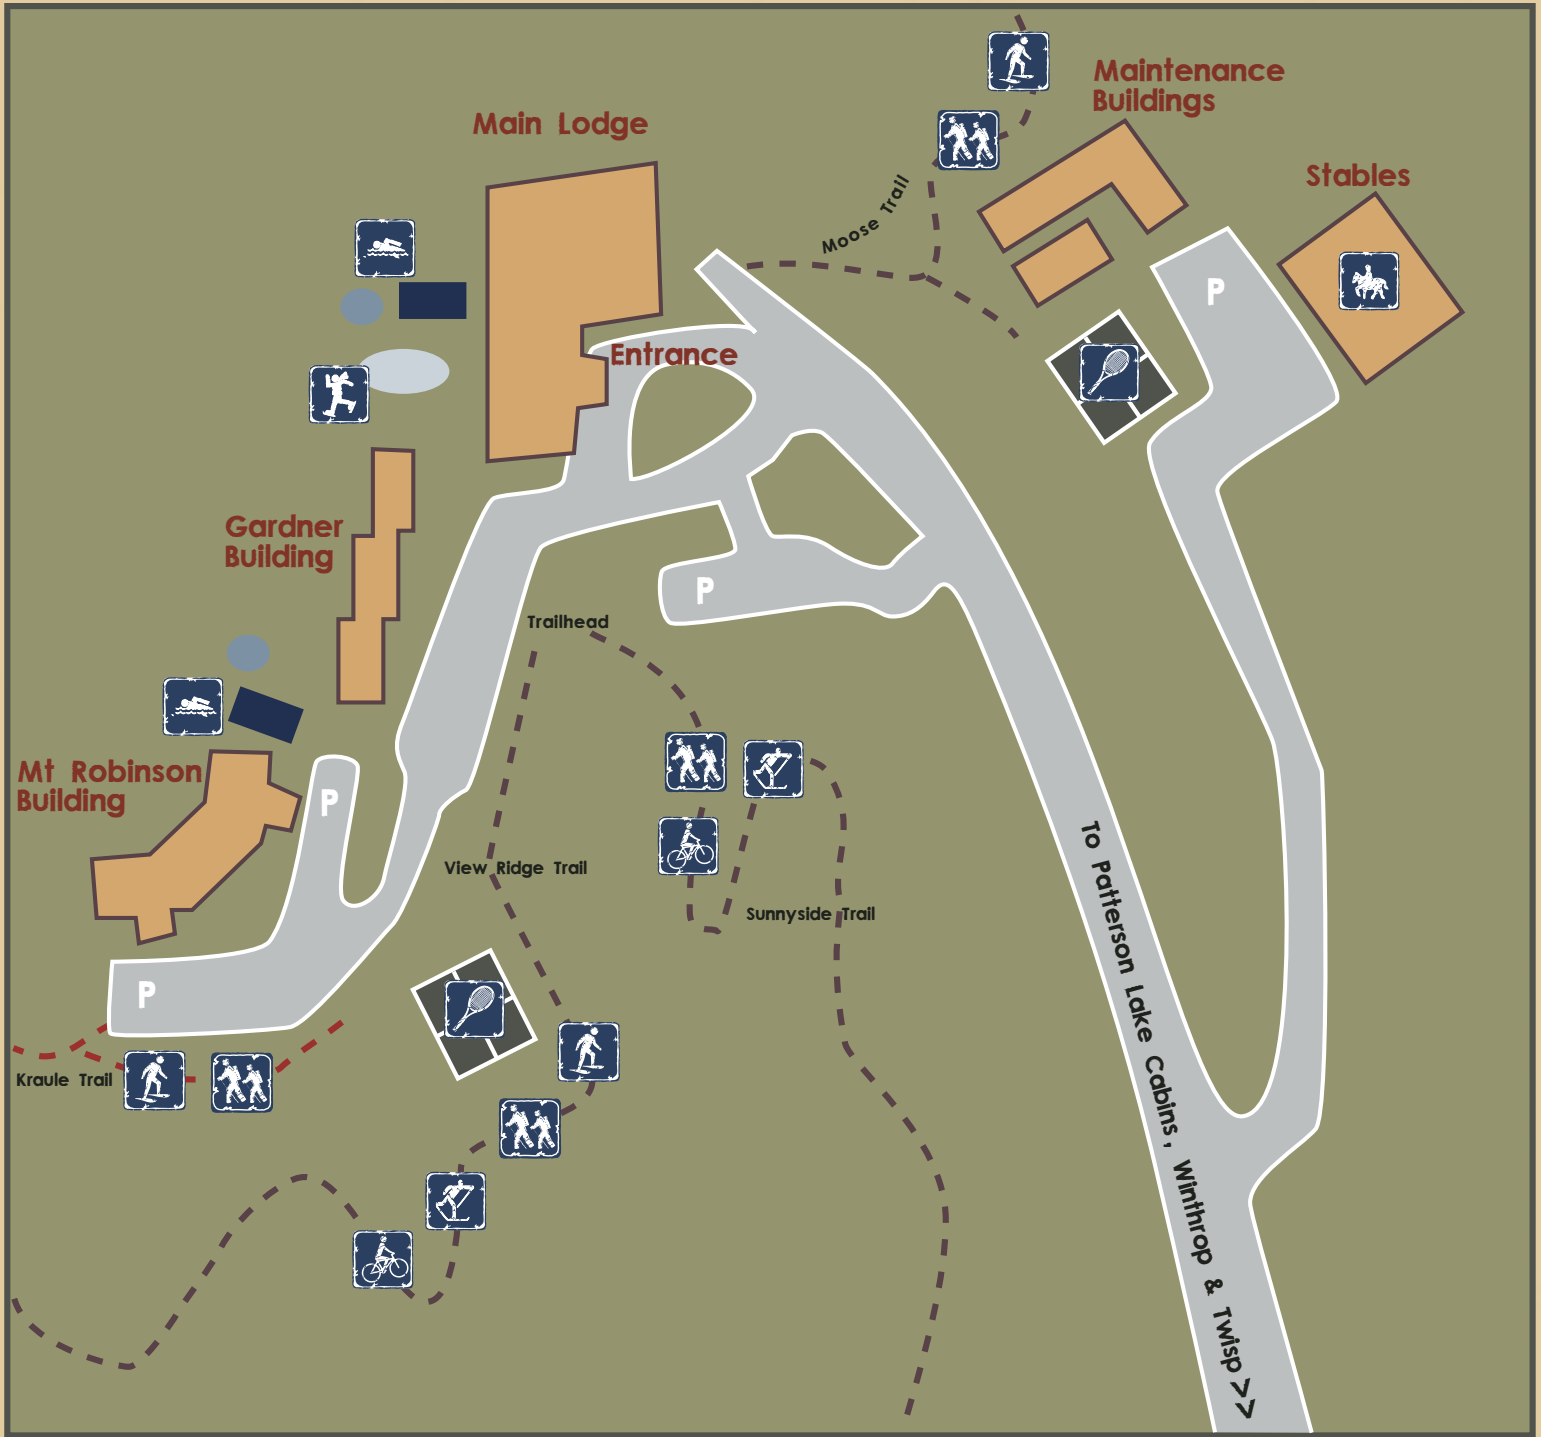 Maintenance
Buildings
Main Lodge
Stables
Moose Trail
P
Entrance
Gardner
Building
P
Trailhead
Mt Robinson
Building
P
View Ridge Trail
Sunnyside Trail
To Patterson Lake Cabins, Winthrop & Twisp >>
P
Kraule Trail